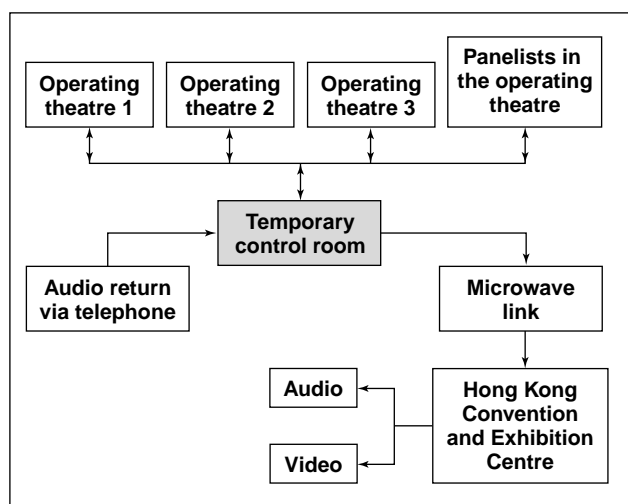 Operating
theatre 1
Operating
theatre 2
Operating
theatre 3
Panelists in
the operating
theatre
Temporary
control room
Audio return
via telephone
Microwave
link
Audio
Video
Hong Kong
Convention
and Exhibition
Centre